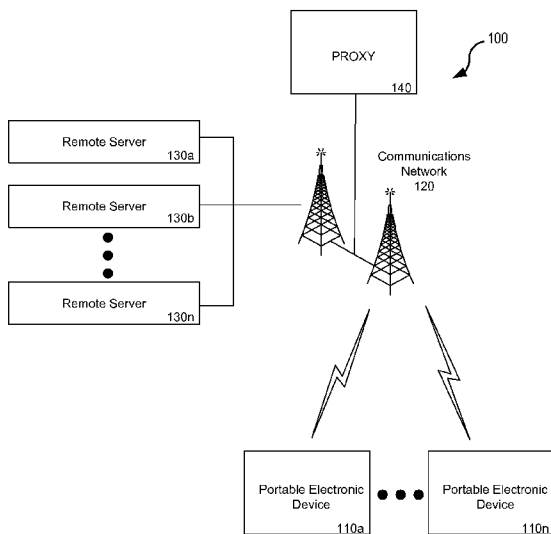 100
PROXY
140
Remote Server
130a
Communications
Network
120
Remote Server
130b
Remote Server
130n
Portable Electronic
Device
110a
Portable Electronic
Device
110n